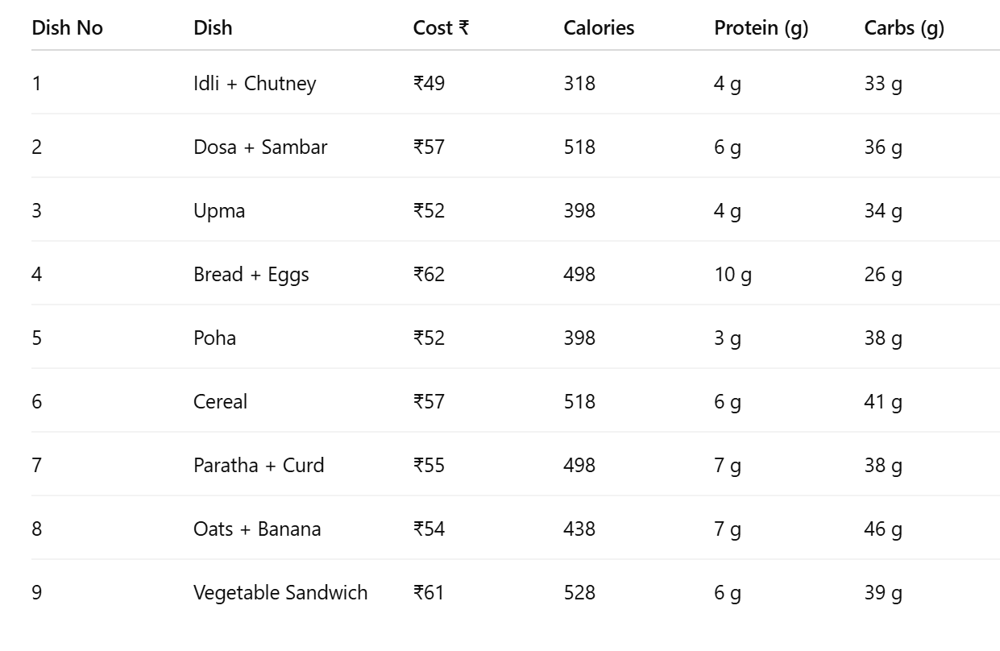 Dish No Dish Cost ₹ Calories Protein (g) Carbs (g)
1 Idli + Chutney ₹49 318 4 g 33 g
2 Dosa + Sambar ₹57 518 6 g 36 g
3 Upma ₹52 398 4 g 34 g
4 Bread + Eggs ₹62 498 10 g 26 g
5 Poha ₹52 398 3 g 38 g
6 Cereal ₹57 518 6 g 41 g
7 Paratha + Curd ₹55 498 7 g 38 g
8 Oats + Banana ₹54 438 7 g 46 g
9 Vegetable Sandwich ₹61 528 6 g 39 g